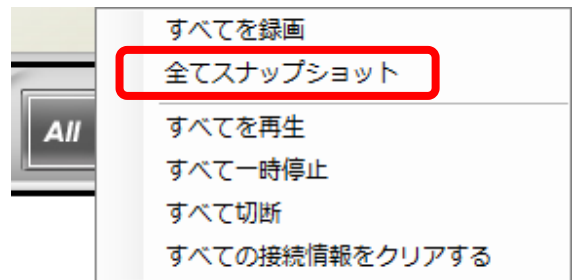 すべてを録画
全てスナップショット
All
すべてを再生
すべて一時停止
すべて切断
すべての接続情報をクリアする